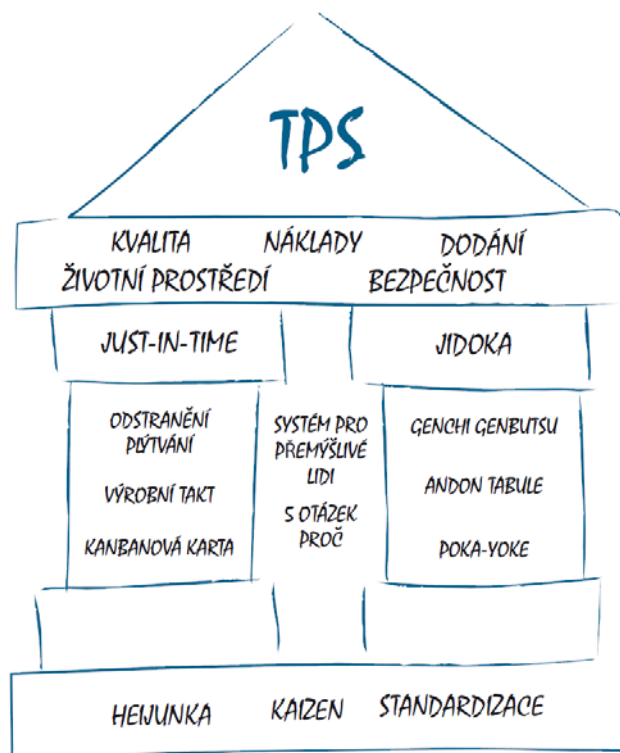 TPS
KVALITA NÁKLADY DODÁNÍ
ŽIVOTNÍ PROSTŘEDÍ BEZPEČNOST
JUST-IN-TIME
JIDOKA
ODSTRANĚNÍ
PLÝTVÁNÍ
VÝROBNÍ TAKT
KANBANOVÁ KARTA
SYSTÉM PRO
PŘEMÝŠLIVÉ
LIDI
5 OTÁZEK
PROČ
GENCHI GENBUTSU
ANDON TABULE
POKA-YOKE
HEIJUNKA KAIZEN STANDARDIZACE